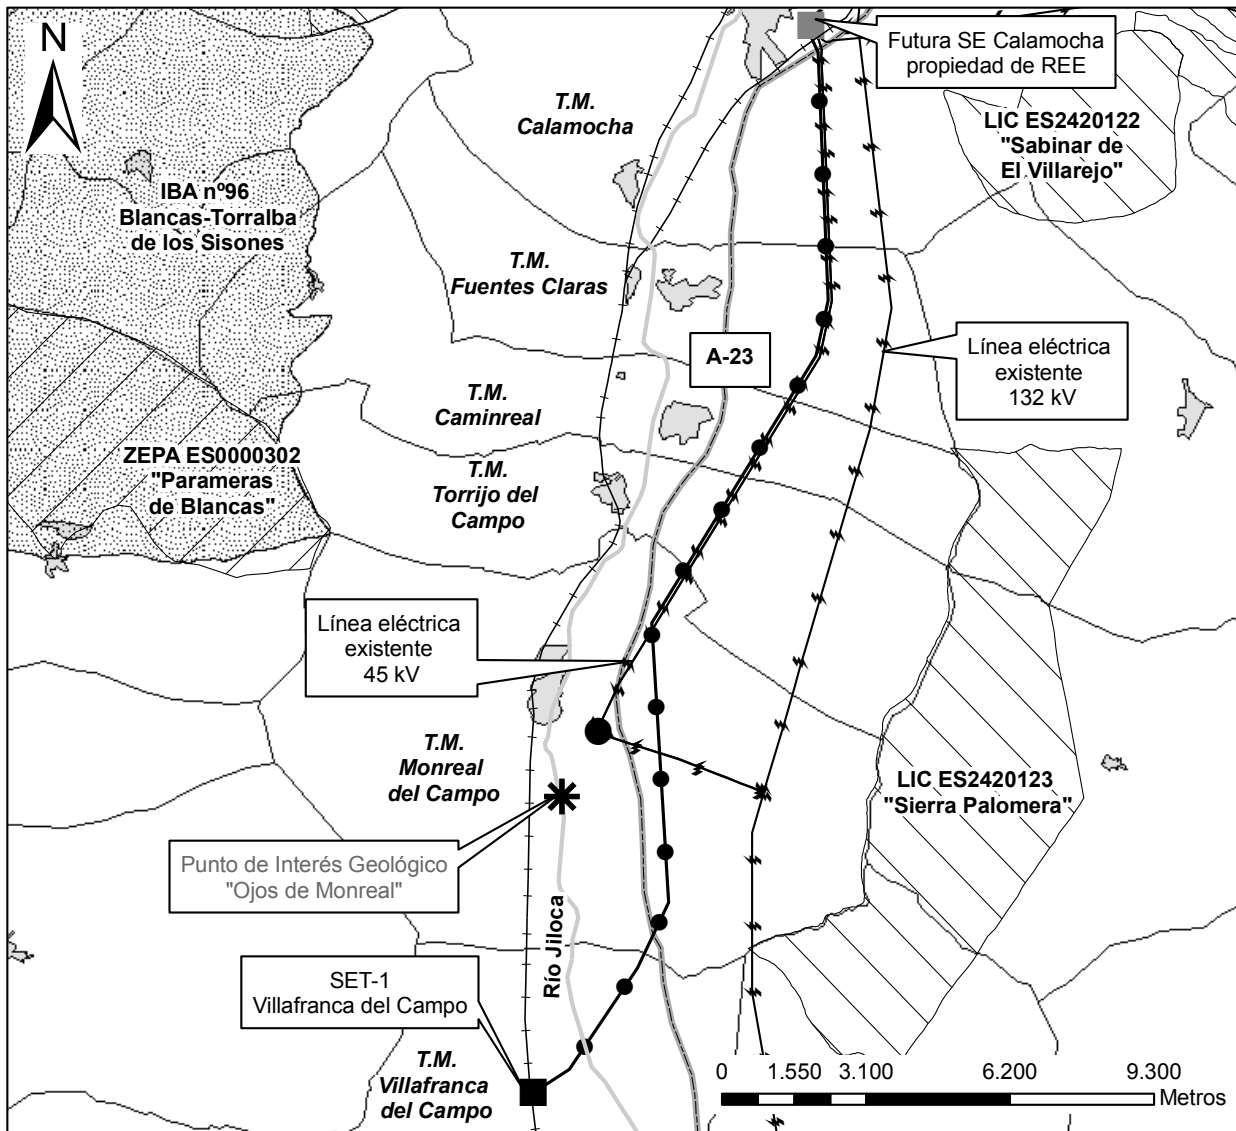 N
Futura SE Calamocha
propiedad de REE
T.M.
Calamocha
LIC ES2420122
"Sabinar de
El Villarejo"
IBA nº96
Blancas-Torralba
de los Sisones
T.M.
Fuentes Claras
A-23
Línea eléctrica
existente
132 kV
T.M.
Caminreal
ZEPA ES0000302
"Parameras
de Blancas"
T.M.
Torrijo del
Campo
Línea eléctrica
existente
45 kV
T.M.
Monreal
del Campo
LIC ES2420123
"Sierra Palomera"
Punto de Interés Geológico
"Ojos de Monreal"
Río Jiloca
SET-1
Villafranca del Campo
T.M.
Villafranca
del Campo
0 1.550 3.100 6.200 9.300
Metros